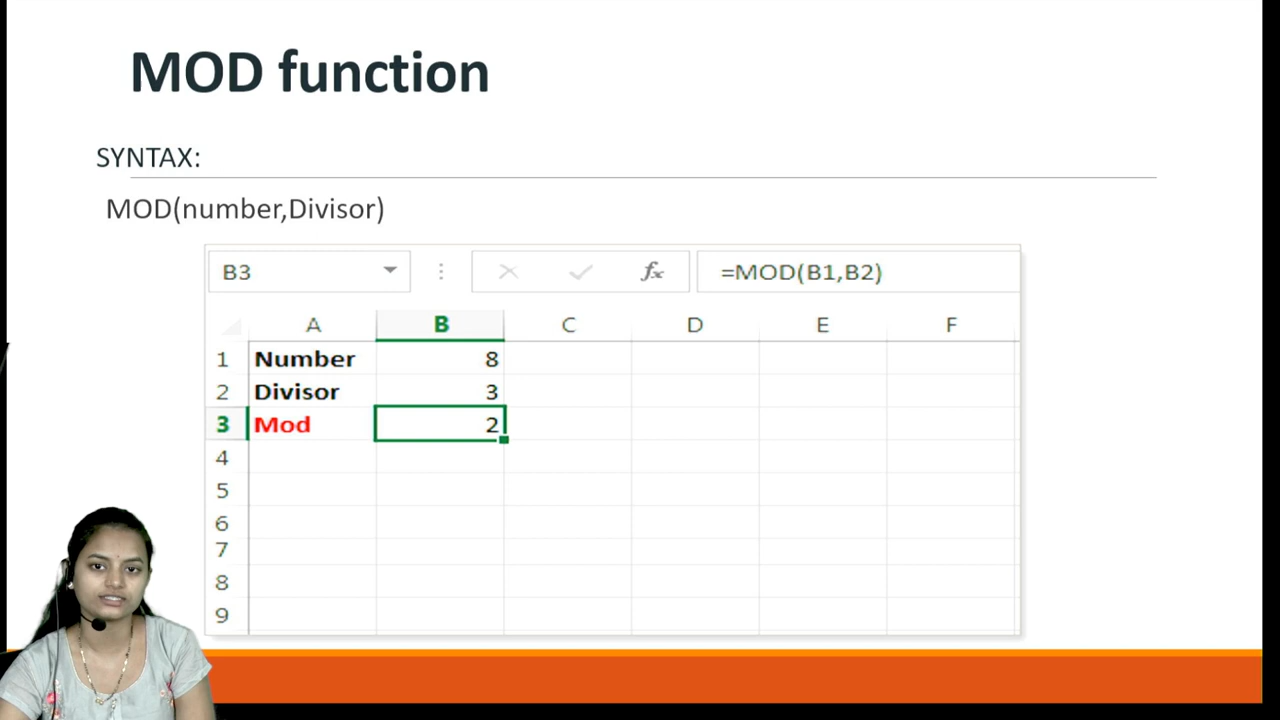 MOD function
SYNTAX:
MOD(number,Divisor)
B3 fx =MOD(B1,B2)
A B C D E F
1 Number 8
2 Divisor 3
3 Mod 2
4
5
6
7
8
9